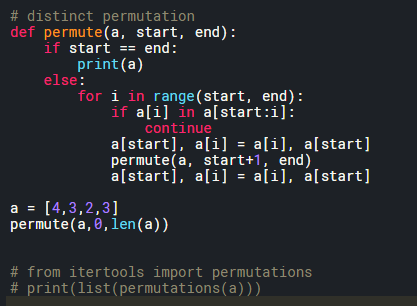 # distinct permutation
def permute(a, start, end):
    if start == end:
        print(a)
    else:
        for i in range(start, end):
            if a[i] in a[start:i]:
                continue
            a[start], a[i] = a[i], a[start]
            permute(a, start+1, end)
            a[start], a[i] = a[i], a[start]

a = [4,3,2,3]
permute(a,0,len(a))


# from itertools import permutations
# print(list(permutations(a)))